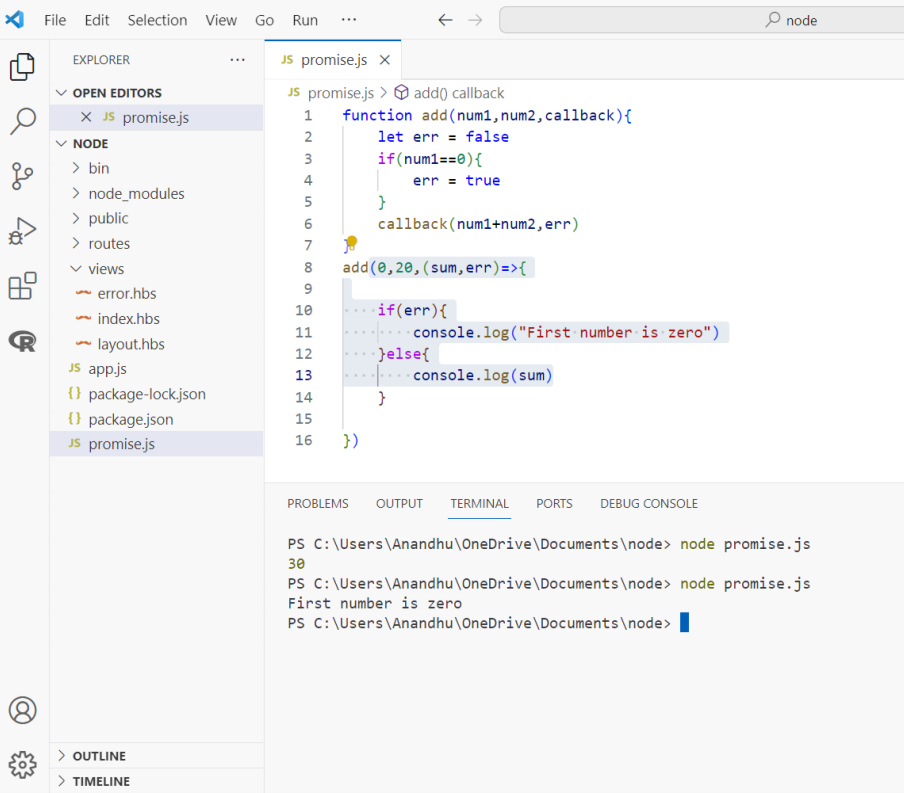 File Edit Selection View Go Run ··· ← → node
EXPLORER ···
OPEN EDITORS
JS promise.js
NODE
bin
node_modules
public
routes
views
error.hbs
index.hbs
layout.hbs
JS app.js
{} package-lock.json
{} package.json
JS promise.js
OUTLINE
TIMELINE
JS promise.js
JS promise.js > add() callback
1 function add(num1,num2,callback){
2 let err = false
3 if(num1==0){
4 err = true
5 }
6 callback(num1+num2,err)
7 }
8 add(0,20,(sum,err)=>{
9
10 if(err){
11 console.log("First number is zero")
12 }else{
13 console.log(sum)
14 }
15
16 })
PROBLEMS OUTPUT TERMINAL PORTS DEBUG CONSOLE
PS C:\Users\Anandhu\OneDrive\Documents\node> node promise.js
30
PS C:\Users\Anandhu\OneDrive\Documents\node> node promise.js
First number is zero
PS C:\Users\Anandhu\OneDrive\Documents\node>